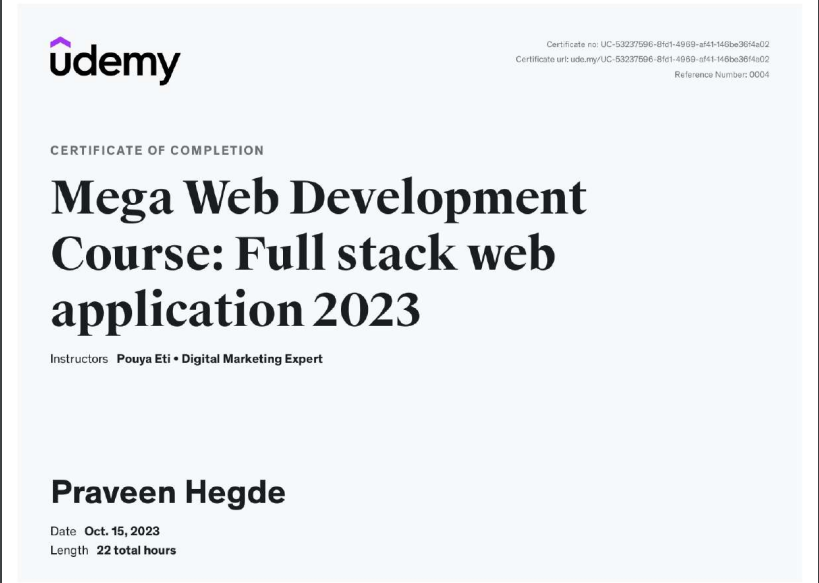 udemy
Certificate no: UC-53237596-8fd1-4969-af41-146be36f4a02
Certificate url: ude.my/UC-53237596-8fd1-4969-af41-146be36f4a02
Reference Number: 0004
CERTIFICATE OF COMPLETION
Mega Web Development
Course: Full stack web
application 2023
Instructors Pouya Eti • Digital Marketing Expert
Praveen Hegde
Date Oct. 15, 2023
Length 22 total hours